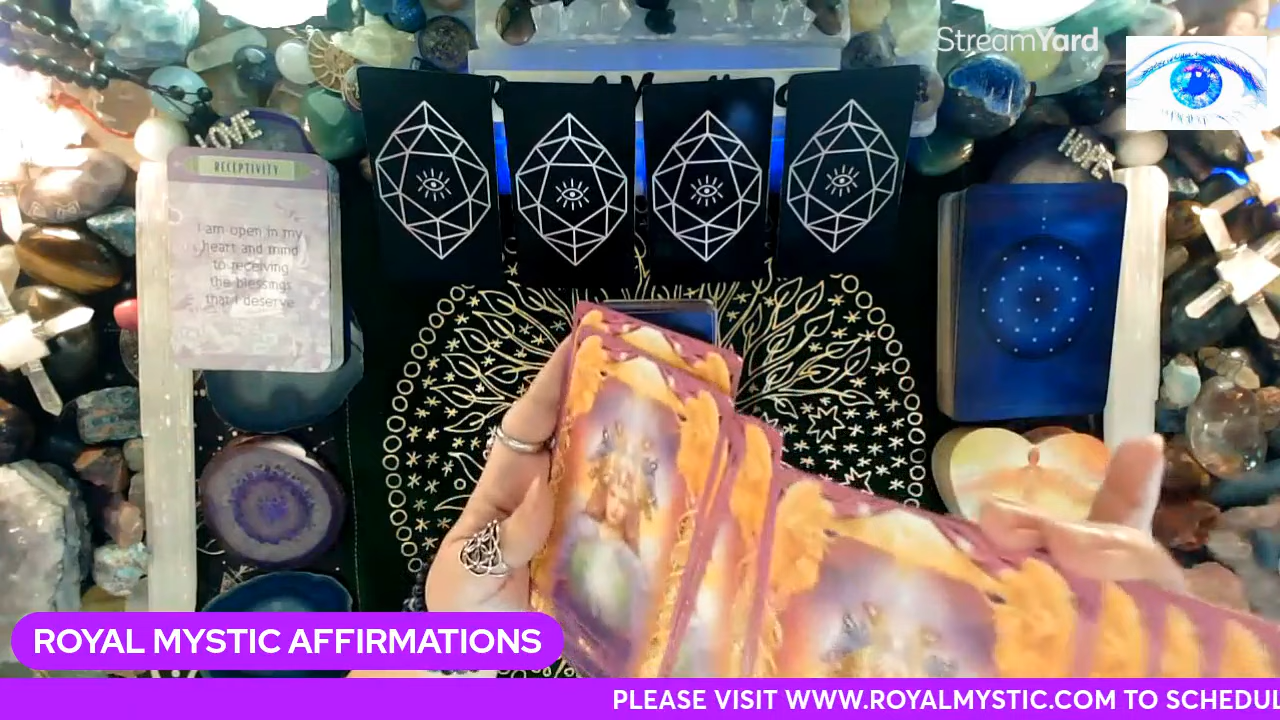 StreamYard
LOVE
HOPE
RECEPTIVITY
I am open in my
heart and mind
to receiving
the blessings
that I deserve
ROYAL MYSTIC AFFIRMATIONS
PLEASE VISIT WWW.ROYALMYSTIC.COM TO SCHEDUL